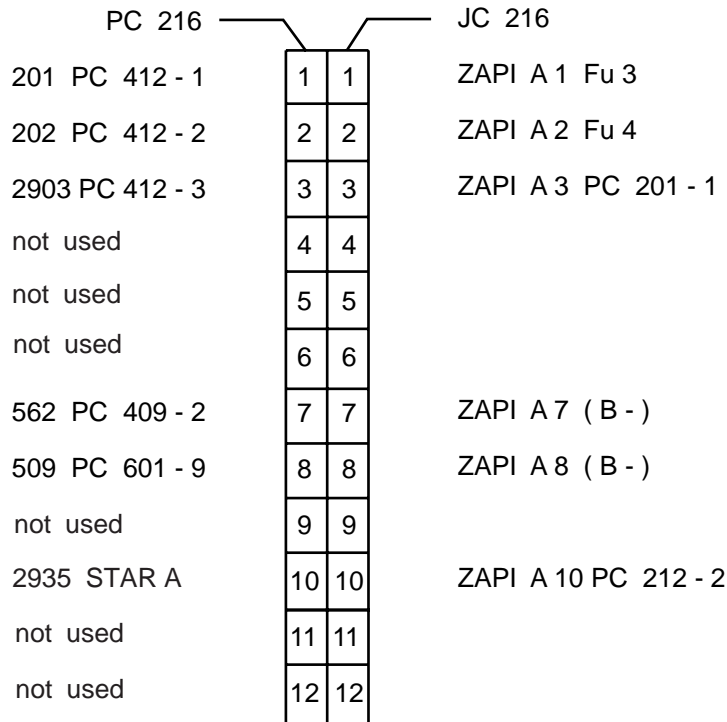 PC 216 JC 216
201 PC 412 - 1 1 1 ZAPI A 1 Fu 3
202 PC 412 - 2 2 2 ZAPI A 2 Fu 4
2903 PC 412 - 3 3 3 ZAPI A 3 PC 201 - 1
not used 4 4
not used 5 5
not used 6 6
562 PC 409 - 2 7 7 ZAPI A 7 ( B - )
509 PC 601 - 9 8 8 ZAPI A 8 ( B - )
not used 9 9
2935 STAR A 10 10 ZAPI A 10 PC 212 - 2
not used 11 11
not used 12 12